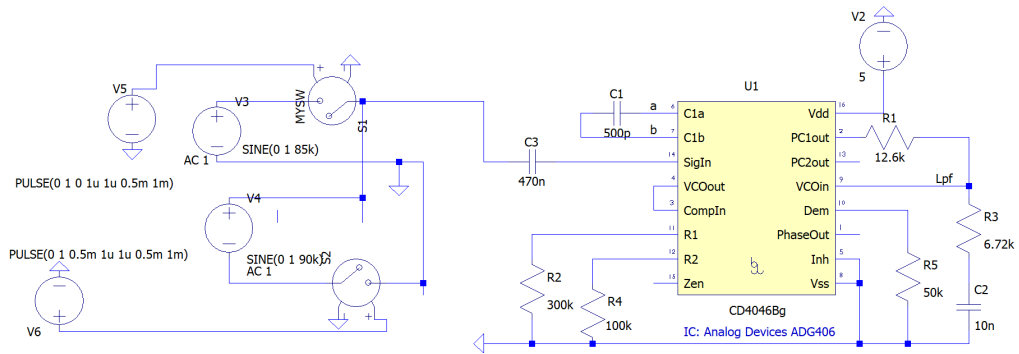 V2
5
V5
PULSE(0 1 0 1u 1u 0.5m 1m)
+
MYSW
S1
V3
AC 1
SINE(0 1 85k)
V4
SINE(0 1 90k)
AC 1
S2
PULSE(0 1 0.5m 1u 1u 0.5m 1m)
V6
+
C3
470n
C1
500p
a
b
U1
6 C1a
7 C1b
14 SigIn
4 VCOout
3 CompIn
11 R1
12 R2
15 Zen
Vdd 16
PC1out 2
PC2out 13
VCOin 9
Dem 10
PhaseOut 1
Inh 5
Vss 8
CD4046Bg
IC: Analog Devices ADG406
R1
12.6k
Lpf
R3
6.72k
C2
10n
R5
50k
R2
300k
R4
100k